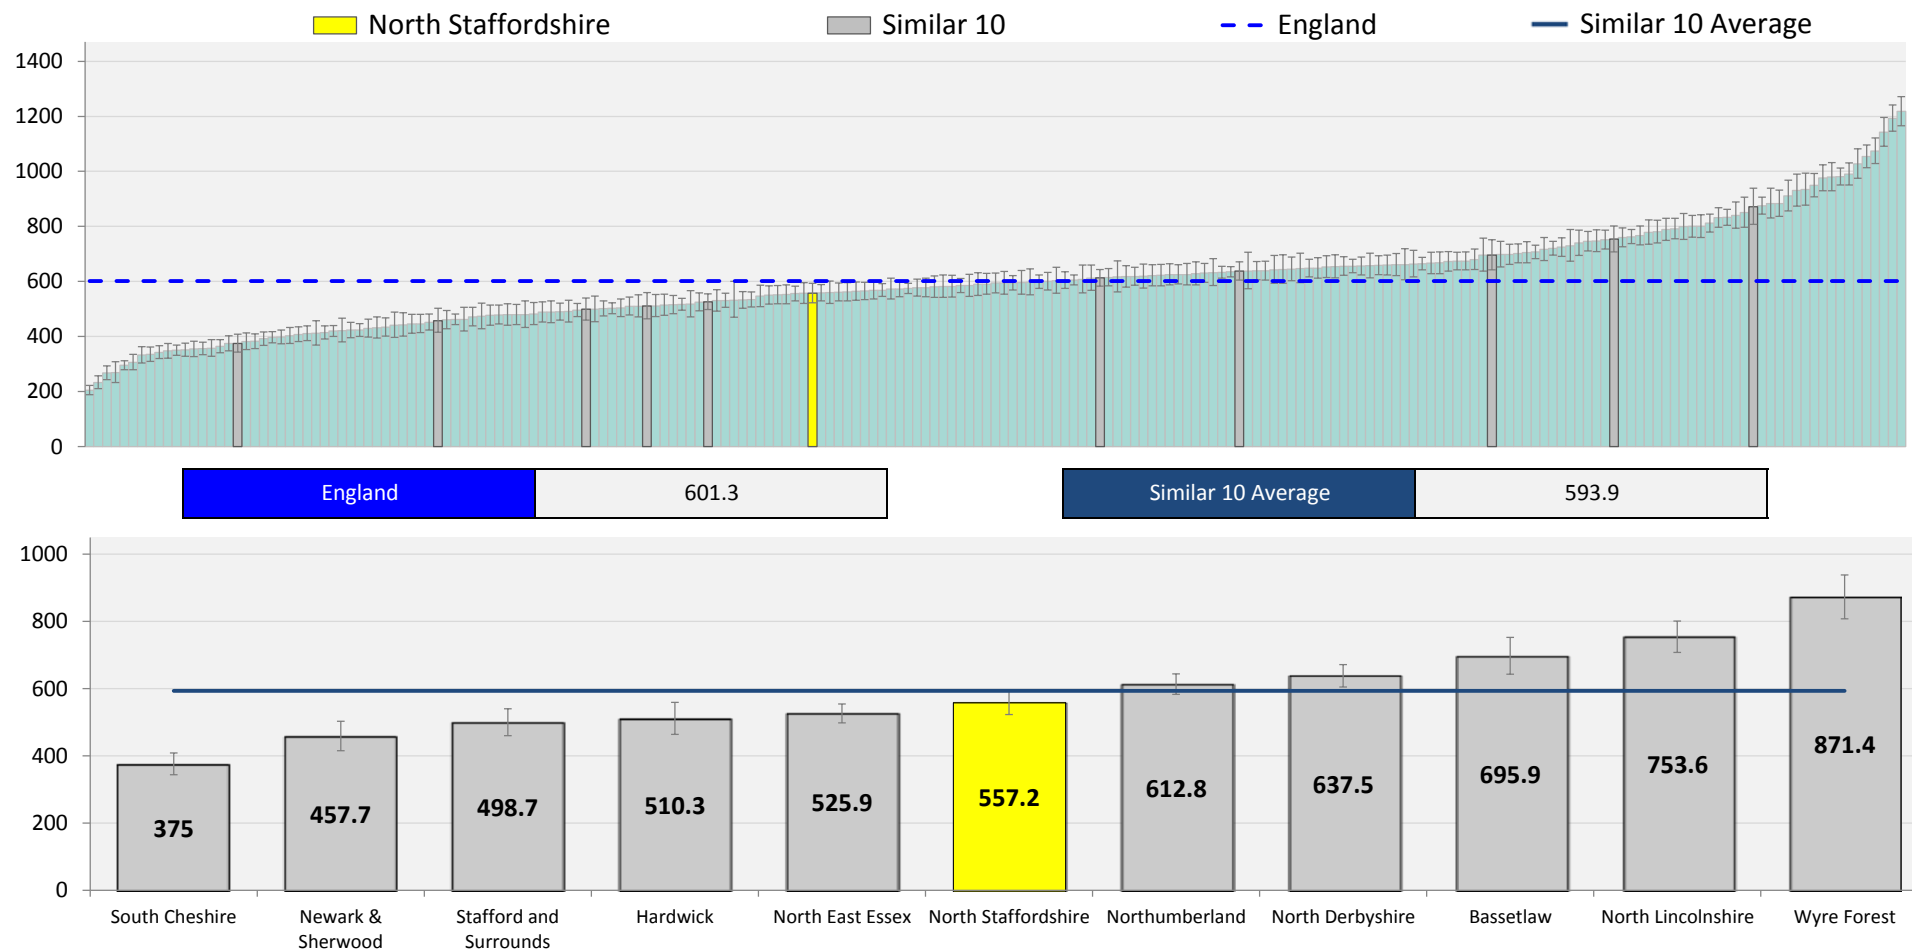 North Staffordshire Similar 10 England Similar 10 Average
1400
1200
1000
800
600
400
200
0
England 601.3 Similar 10 Average 593.9
1000
800
600
400
200
0
375 457.7 498.7 510.3 525.9 557.2 612.8 637.5 695.9 753.6 871.4
South Cheshire Newark & Stafford and Hardwick North East Essex North Staffordshire Northumberland North Derbyshire Bassetlaw North Lincolnshire Wyre Forest
Sherwood Surrounds